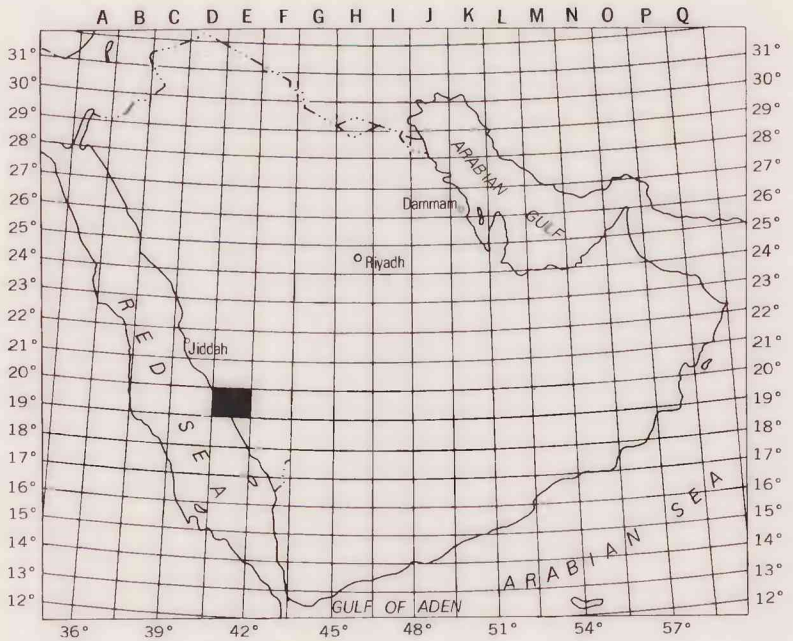 A B C D E F G H I J K L M N O P Q
31° 31°
30° 30°
29° 29°
28° 28°
27° 27°
26° 26°
25° 25°
24° 24°
23° 23°
22° 22°
21° 21°
20° 20°
19° 19°
18° 18°
17° 17°
16° 16°
15° 15°
14° 14°
13° 13°
12° 12°
ARABIAN GULF
Dammam
Riyadh
Jiddah
RED SEA
ARABIAN SEA
GULF OF ADEN
36° 39° 42° 45° 48° 51° 54° 57°